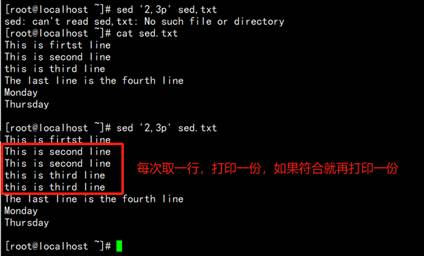 [root@localhost ~]# sed '2,3p' sed,txt
sed: can't read sed,txt: No such file or directory
[root@localhost ~]# cat sed.txt
This is firtst line
This is second line
this is third line
The last line is the fourth line
Monday
Thursday
[root@localhost ~]# sed '2,3p' sed.txt
This is firtst line
This is second line
This is second line
this is third line
this is third line
每次取一行，打印一份，如果符合就再打印一份
The last line is the fourth line
Monday
Thursday
[root@localhost ~]#